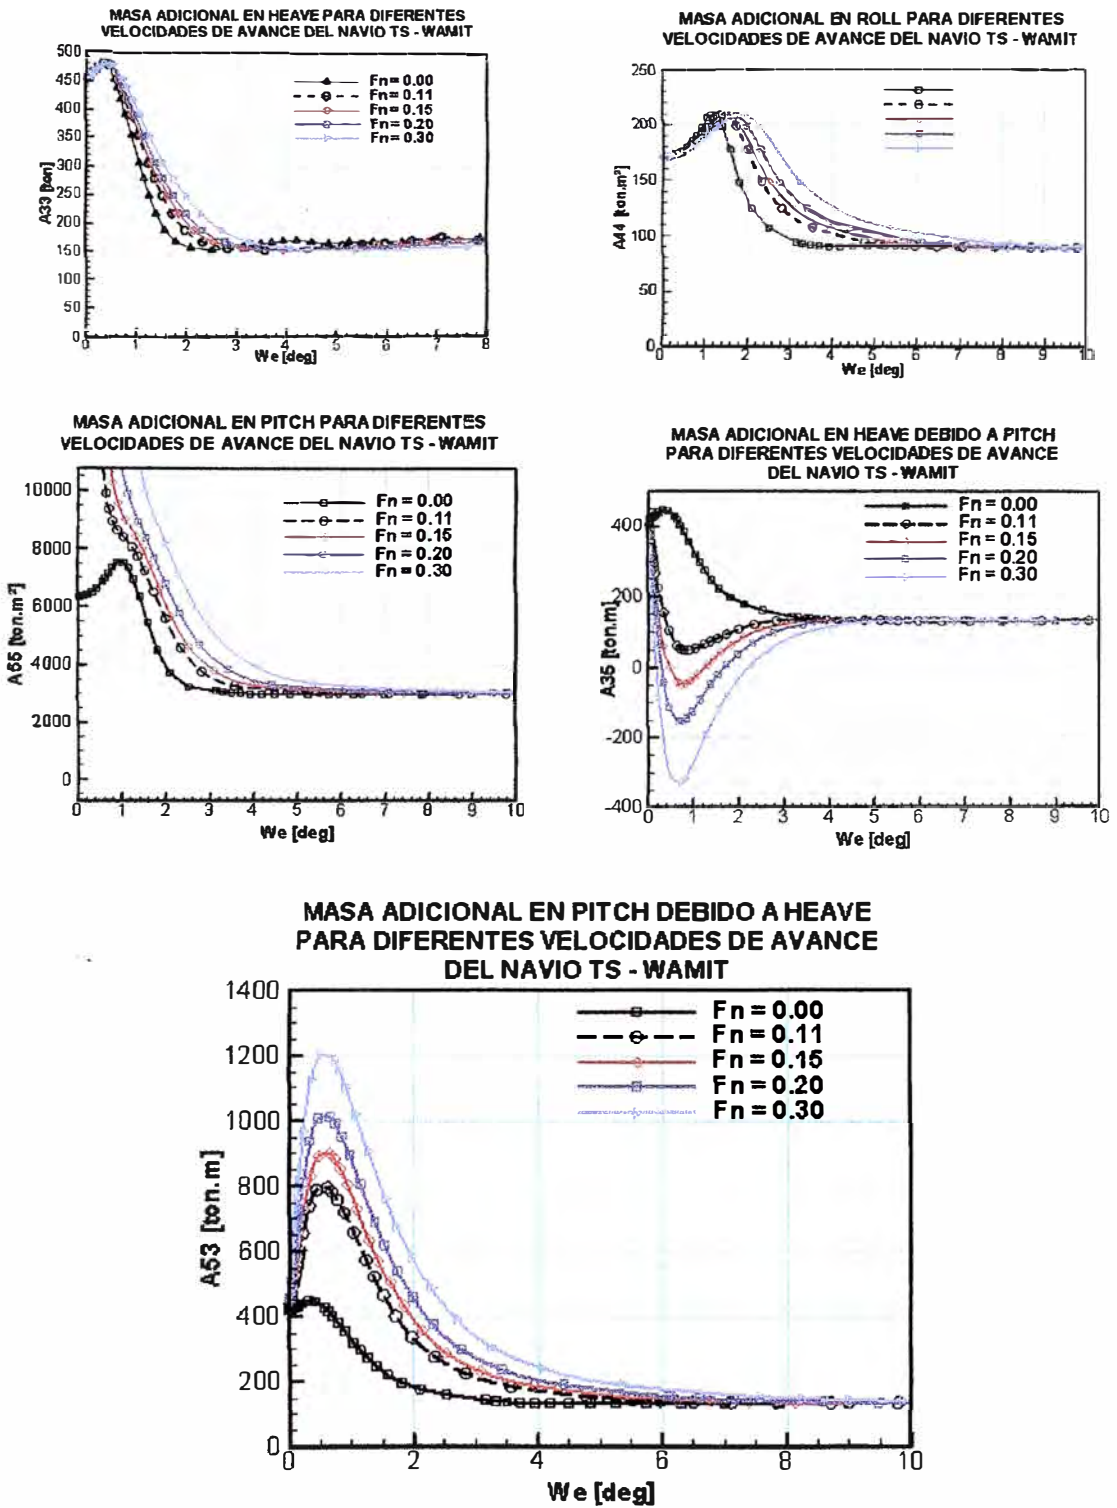 MASA ADICIONAL EN HEAVE PARA DIFERENTES
VELOCIDADES DE AVANCE DEL NAVIO TS - WAMIT
500
450
400
350
300
250
200
150
100
50
0
A33 [ton]
Fn = 0.00
Fn = 0.11
Fn = 0.15
Fn = 0.20
Fn = 0.30
0 1 2 3 4 5 6 7 8
We [deg]
MASA ADICIONAL EN ROLL PARA DIFERENTES
VELOCIDADES DE AVANCE DEL NAVIO TS - WAMIT
250
200
150
100
50
0
A44 [ton.m²]
0 1 2 3 4 5 6 7 8 9 10
We [deg]
MASA ADICIONAL EN PITCH PARA DIFERENTES
VELOCIDADES DE AVANCE DEL NAVIO TS - WAMIT
10000
8000
6000
4000
2000
0
A55 [ton.m²]
Fn = 0.00
Fn = 0.11
Fn = 0.15
Fn = 0.20
Fn = 0.30
0 1 2 3 4 5 6 7 8 9 10
We [deg]
MASA ADICIONAL EN HEAVE DEBIDO A PITCH
PARA DIFERENTES VELOCIDADES DE AVANCE
DEL NAVIO TS - WAMIT
400
200
0
-200
-400
A35 [ton.m]
Fn = 0.00
Fn = 0.11
Fn = 0.15
Fn = 0.20
Fn = 0.30
0 1 2 3 4 5 6 7 8 9 10
We [deg]
MASA ADICIONAL EN PITCH DEBIDO A HEAVE
PARA DIFERENTES VELOCIDADES DE AVANCE
DEL NAVIO TS - WAMIT
1400
1200
1000
800
600
400
200
0
A53 [ton.m]
Fn = 0.00
Fn = 0.11
Fn = 0.15
Fn = 0.20
Fn = 0.30
0 2 4 6 8 10
We [deg]